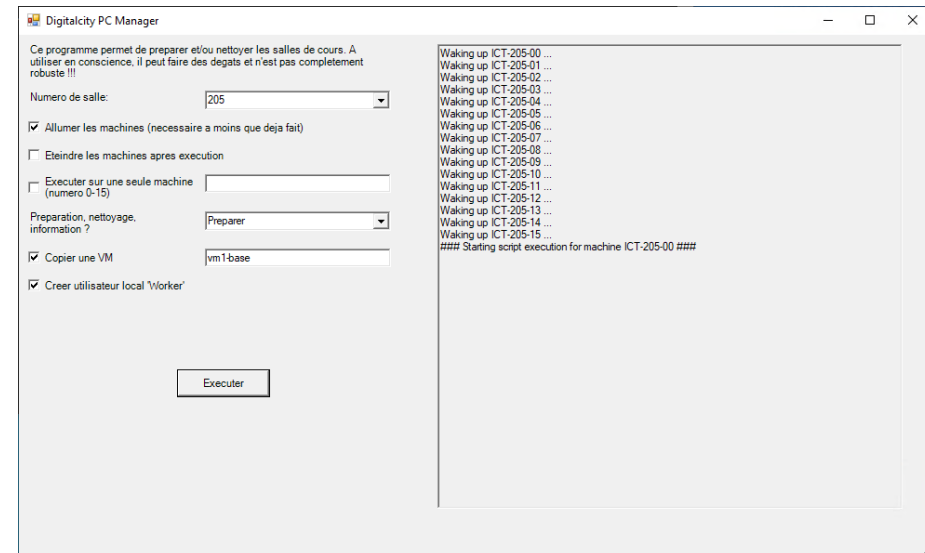 Digitalcity PC Manager
Ce programme permet de preparer et/ou nettoyer les salles de cours. A
utiliser en conscience, il peut faire des degats et n'est pas completement
robuste !!!
Numero de salle:
205
Allumer les machines (necessaire a moins que deja fait)
Eteindre les machines apres execution
Executer sur une seule machine
(numero 0-15)
Preparation, nettoyage,
information ?
Preparer
Copier une VM
vm1-base
Creer utilisateur local 'Worker'
Executer
Waking up ICT-205-00 ...
Waking up ICT-205-01 ...
Waking up ICT-205-02 ...
Waking up ICT-205-03 ...
Waking up ICT-205-04 ...
Waking up ICT-205-05 ...
Waking up ICT-205-06 ...
Waking up ICT-205-07 ...
Waking up ICT-205-08 ...
Waking up ICT-205-09 ...
Waking up ICT-205-10 ...
Waking up ICT-205-11 ...
Waking up ICT-205-12 ...
Waking up ICT-205-13 ...
Waking up ICT-205-14 ...
Waking up ICT-205-15 ...
### Starting script execution for machine ICT-205-00 ###